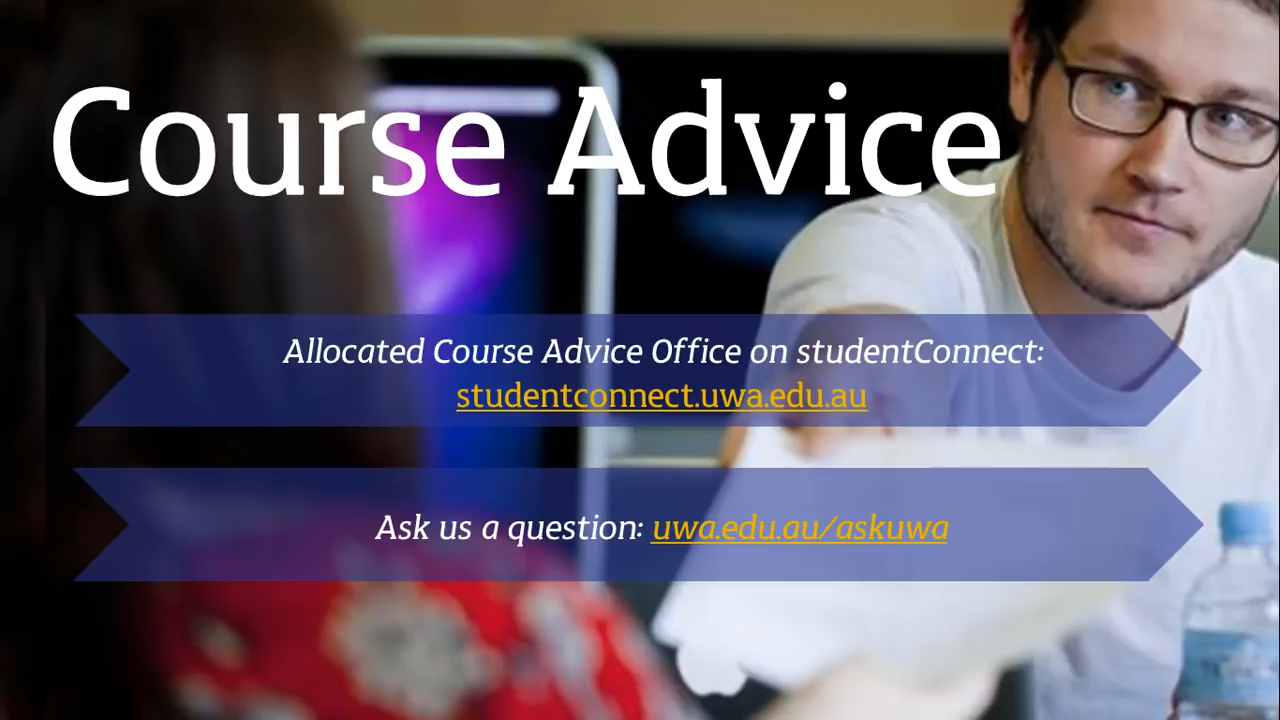 Course Advice
Allocated Course Advice Office on studentConnect:
studentconnect.uwa.edu.au
Ask us a question: uwa.edu.au/askuwa